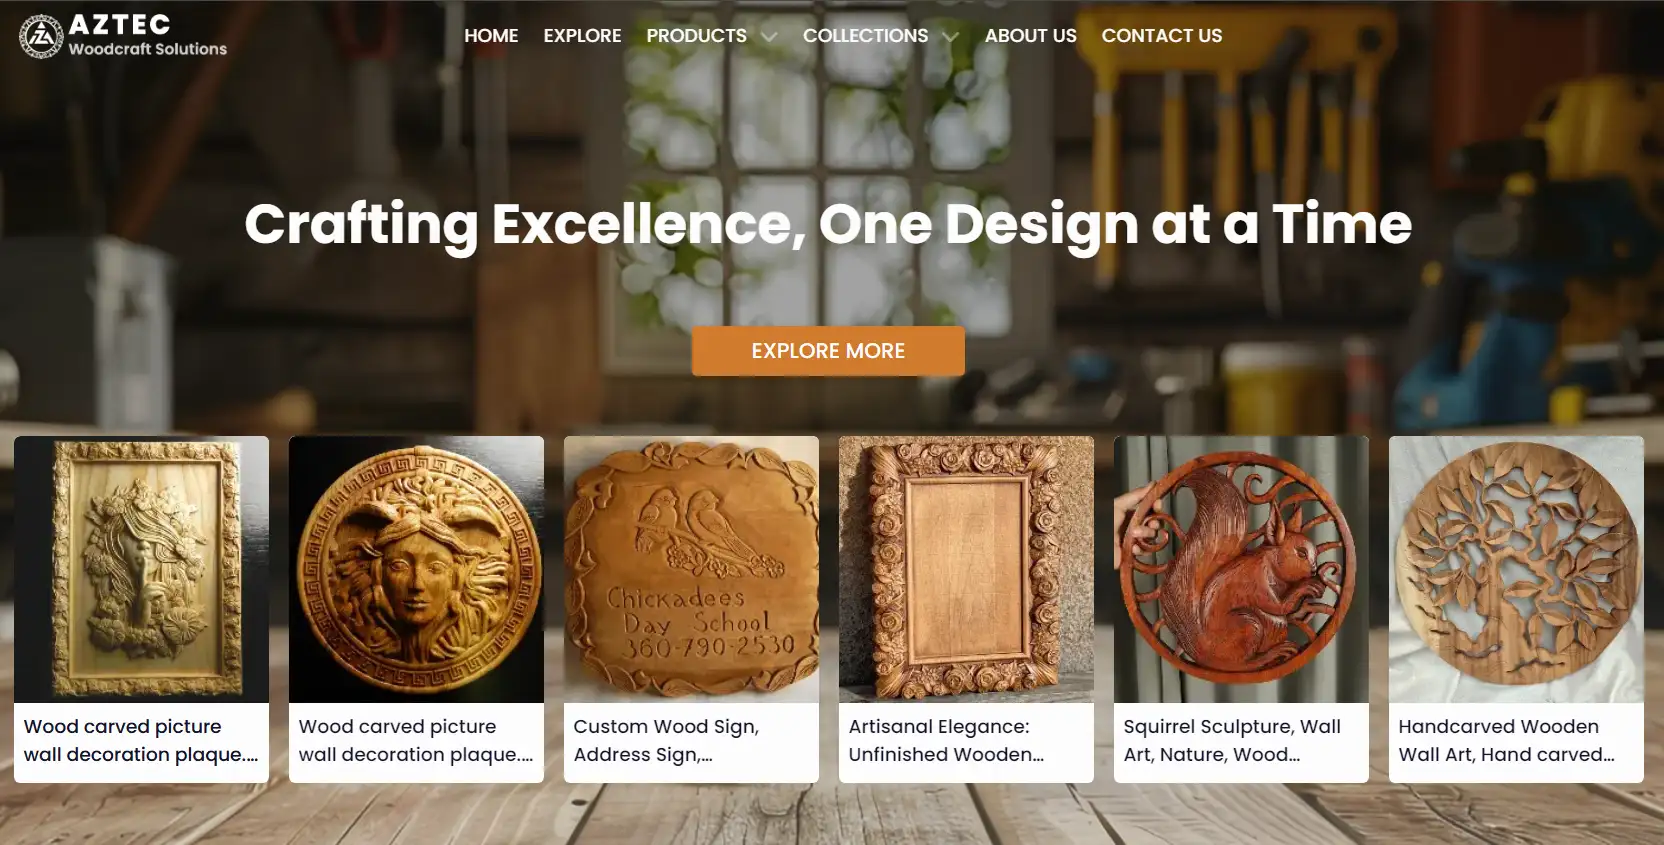 AZTEC
Woodcraft Solutions
HOME EXPLORE PRODUCTS COLLECTIONS ABOUT US CONTACT US
Crafting Excellence, One Design at a Time
EXPLORE MORE
Chickadees
Day School
360-790-2530
Wood carved picture
wall decoration plaque....
Wood carved picture
wall decoration plaque....
Custom Wood Sign,
Address Sign,...
Artisanal Elegance:
Unfinished Wooden...
Squirrel Sculpture, Wall
Art, Nature, Wood...
Handcarved Wooden
Wall Art, Hand carved...